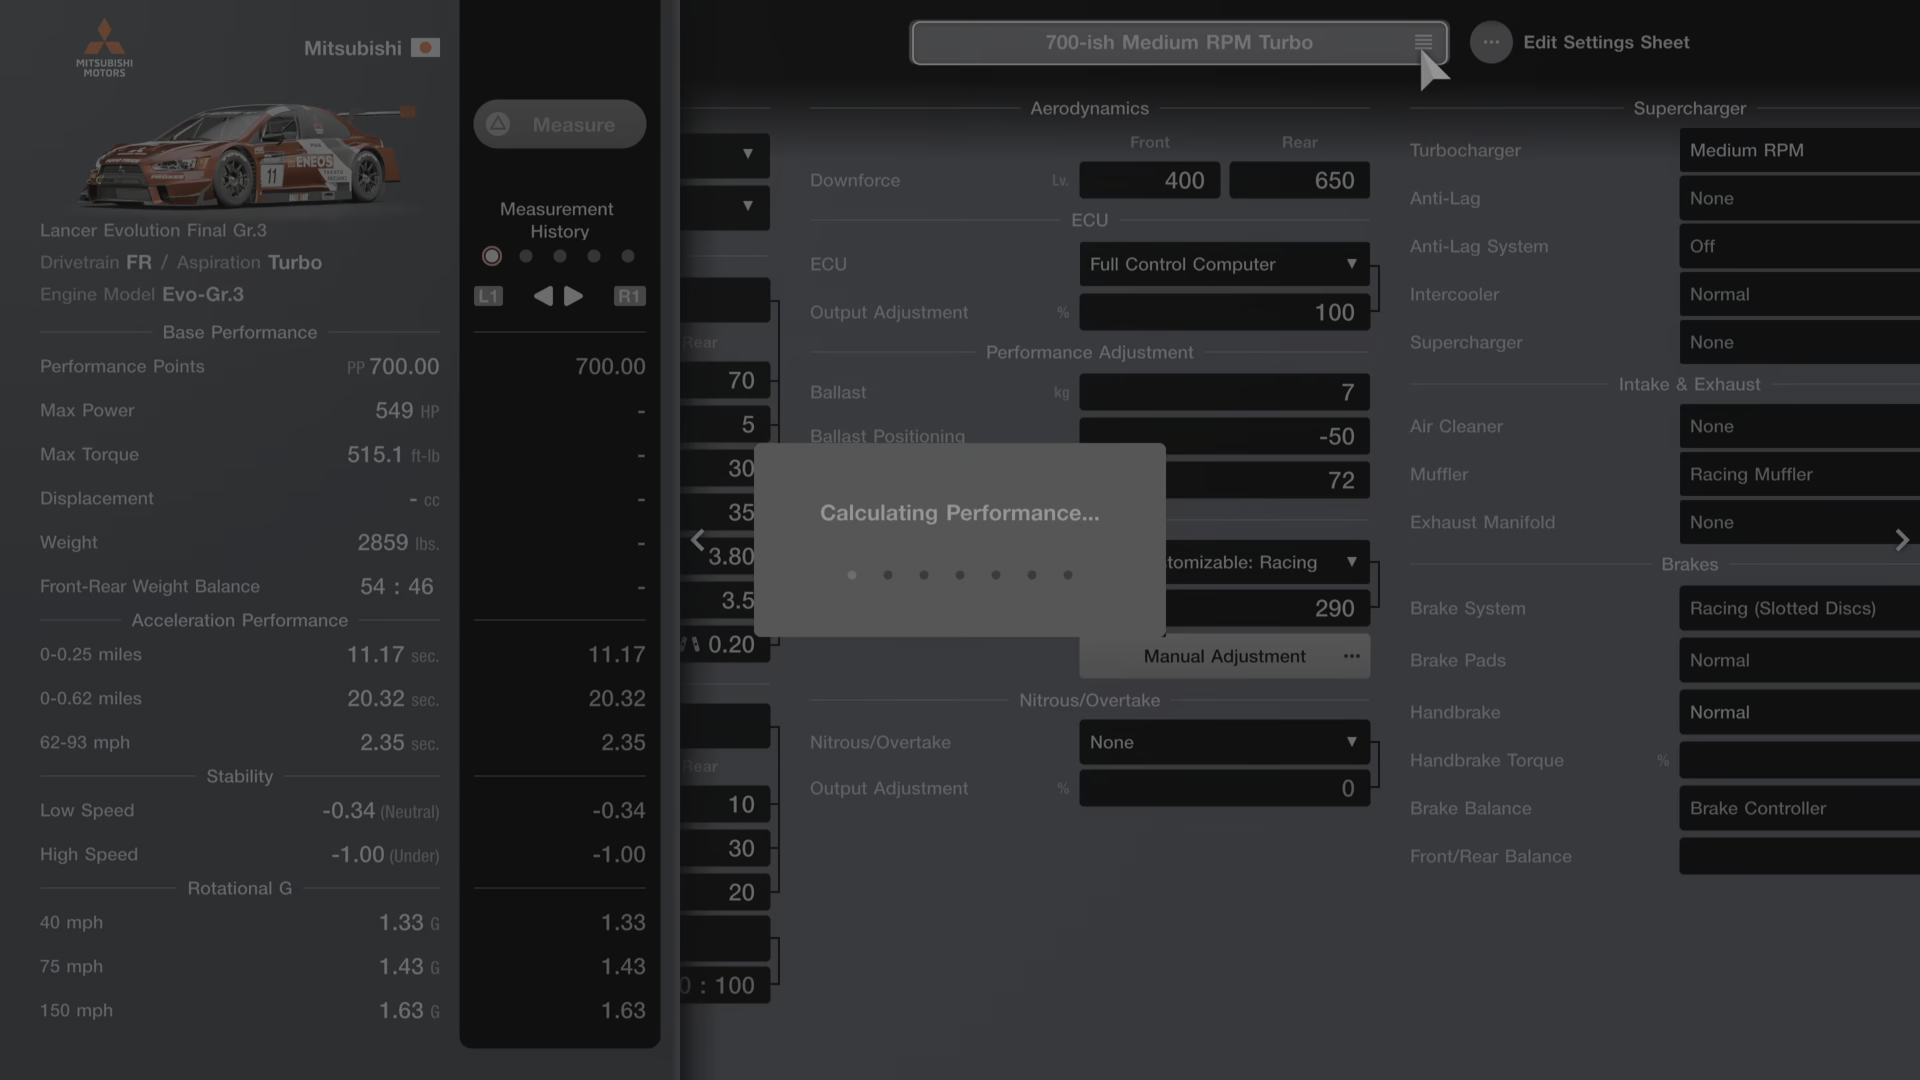 MITSUBISHI
MOTORS
Mitsubishi
ENEOS
11
Lancer Evolution Final Gr.3
Drivetrain FR / Aspiration Turbo
Engine Model Evo-Gr.3
Base Performance
Performance Points PP 700.00
Max Power 549 HP
Max Torque 515.1 ft-lb
Displacement - cc
Weight 2859 lbs.
Front-Rear Weight Balance 54 : 46
Acceleration Performance
0-0.25 miles 11.17 sec.
0-0.62 miles 20.32 sec.
62-93 mph 2.35 sec.
Stability
Low Speed -0.34 (Neutral)
High Speed -1.00 (Under)
Rotational G
40 mph 1.33 G
75 mph 1.43 G
150 mph 1.63 G
Measure
Measurement
History
L1 R1
700.00
-
-
-
-
-
11.17
20.32
2.35
-0.34
-1.00
1.33
1.43
1.63
700-ish Medium RPM Turbo
Edit Settings Sheet
Rear
70
5
30
35
3.80
3.5
0.20
Rear
10
30
20
0 : 100
Aerodynamics
Front Rear
Downforce Lv. 400 650
ECU
ECU Full Control Computer
Output Adjustment % 100
Performance Adjustment
Ballast kg 7
Ballast Positioning -50
72
Calculating Performance...
tomizable: Racing
290
Manual Adjustment
Nitrous/Overtake
Nitrous/Overtake None
Output Adjustment % 0
Supercharger
Turbocharger Medium RPM
Anti-Lag None
Anti-Lag System Off
Intercooler Normal
Supercharger None
Intake & Exhaust
Air Cleaner None
Muffler Racing Muffler
Exhaust Manifold None
Brakes
Brake System Racing (Slotted Discs)
Brake Pads Normal
Handbrake Normal
Handbrake Torque %
Brake Balance Brake Controller
Front/Rear Balance